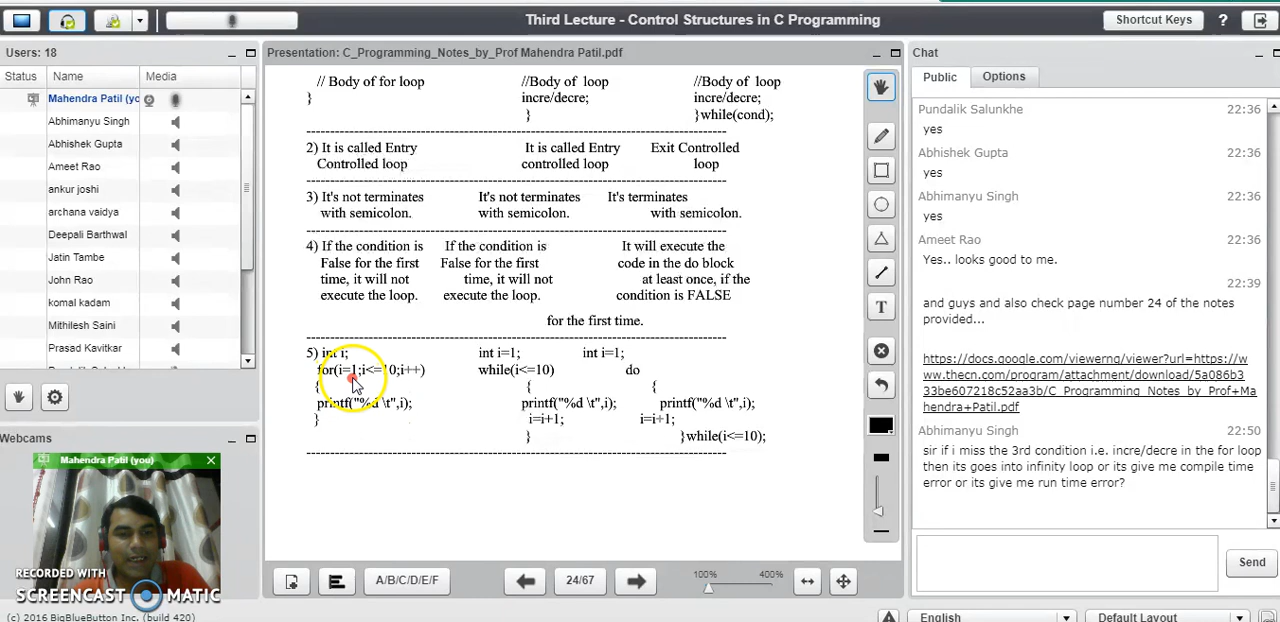 Third Lecture - Control Structures in C Programming
Shortcut Keys
?
Users: 18
Status Name Media
Mahendra Patil (yo
Abhimanyu Singh
Abhishek Gupta
Ameet Rao
ankur joshi
archana vaidya
Deepali Barthwal
Jatin Tambe
John Rao
komal kadam
Mithilesh Saini
Prasad Kavitkar
Webcams
Mahendra Patil (you)
RECORDED WITH
SCREENCAST MATIC
(c) 2016 BigBlueButton Inc. (build 420)
Presentation: C_Programming_Notes_by_Prof Mahendra Patil.pdf
// Body of for loop //Body of loop //Body of loop
} incre/decre; incre/decre;
} }while(cond);
2) It is called Entry It is called Entry Exit Controlled
Controlled loop controlled loop loop
3) It's not terminates It's not terminates It's terminates
with semicolon. with semicolon. with semicolon.
4) If the condition is If the condition is It will execute the
False for the first False for the first code in the do block
time, it will not time, it will not at least once, if the
execute the loop. execute the loop. condition is FALSE
for the first time.
5) int i; int i=1; int i=1;
for(i=1;i<=10;i++) while(i<=10) do
{ { {
printf("%d \t",i); printf("%d \t",i); printf("%d \t",i);
} i=i+1; i=i+1;
} }while(i<=10);
T
A/B/C/D/E/F
24/67
100% 400%
Chat
Public Options
Pundalik Salunkhe 22:36
yes
Abhishek Gupta 22:36
yes
Abhimanyu Singh 22:36
yes
Ameet Rao 22:36
Yes.. looks good to me.
22:39
and guys and also check page number 24 of the notes
provided...
https://docs.google.com/viewerng/viewer?url=https://w
ww.thecn.com/program/attachment/download/5a086b3
33be607218c52aa3b/C_Programming_Notes_by_Prof+Ma
hendra+Patil.pdf
Abhimanyu Singh 22:50
sir if i miss the 3rd condition i.e. incre/decre in the for loop
then its goes into infinity loop or its give me compile time
error or its give me run time error?
Send
English Default Layout